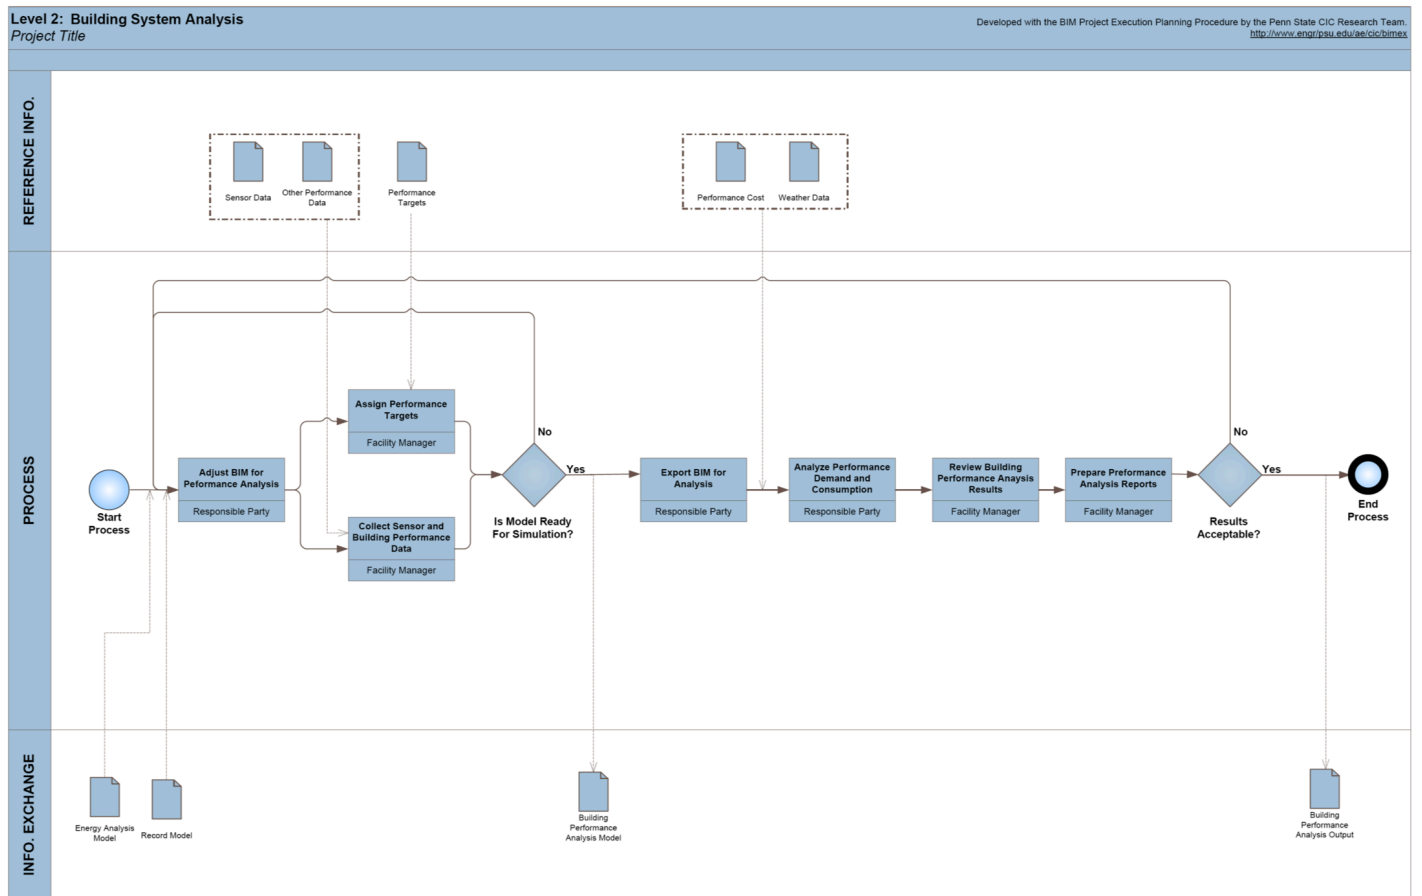 Level 2: Building System Analysis
Project Title
Developed with the BIM Project Execution Planning Procedure by the Penn State CIC Research Team.
http://www.engr/psu.edu/ae/cic/bimex
REFERENCE INFO.
Sensor Data
Other Performance
Data
Performance
Targets
Performance Cost
Weather Data
PROCESS
Start
Process
Adjust BIM for
Peformance Analysis
Responsible Party
Assign Performance
Targets
Facility Manager
Collect Sensor and
Building Performance
Data
Facility Manager
No
Yes
Is Model Ready
For Simulation?
Export BIM for
Analysis
Responsible Party
Analyze Performance
Demand and
Consumption
Responsible Party
Review Building
Performance Anaysis
Results
Facility Manager
Prepare Preformance
Analysis Reports
Facility Manager
No
Yes
Results
Acceptable?
End
Process
INFO. EXCHANGE
Energy Analysis
Model
Record Model
Building
Performance
Analysis Model
Building
Performance
Analysis Output